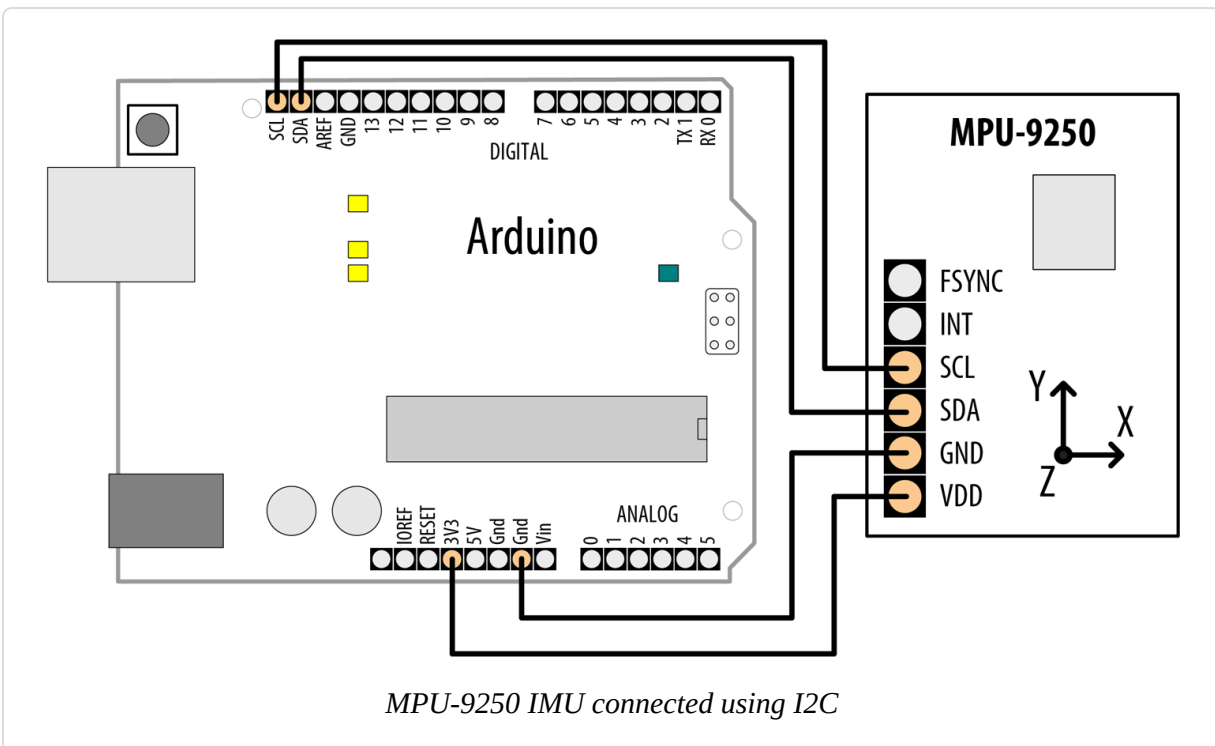 SCL SDA AREF GND 13 12 11 10 9 8 7 6 5 4 3 2 TX 1 RX 0
DIGITAL
MPU-9250
Arduino
FSYNC
INT
SCL
SDA
GND
VDD
Y
X
Z
ANALOG
IOREF RESET 3V3 5V Gnd Gnd Vin 0 1 2 3 4 5
MPU-9250 IMU connected using I2C